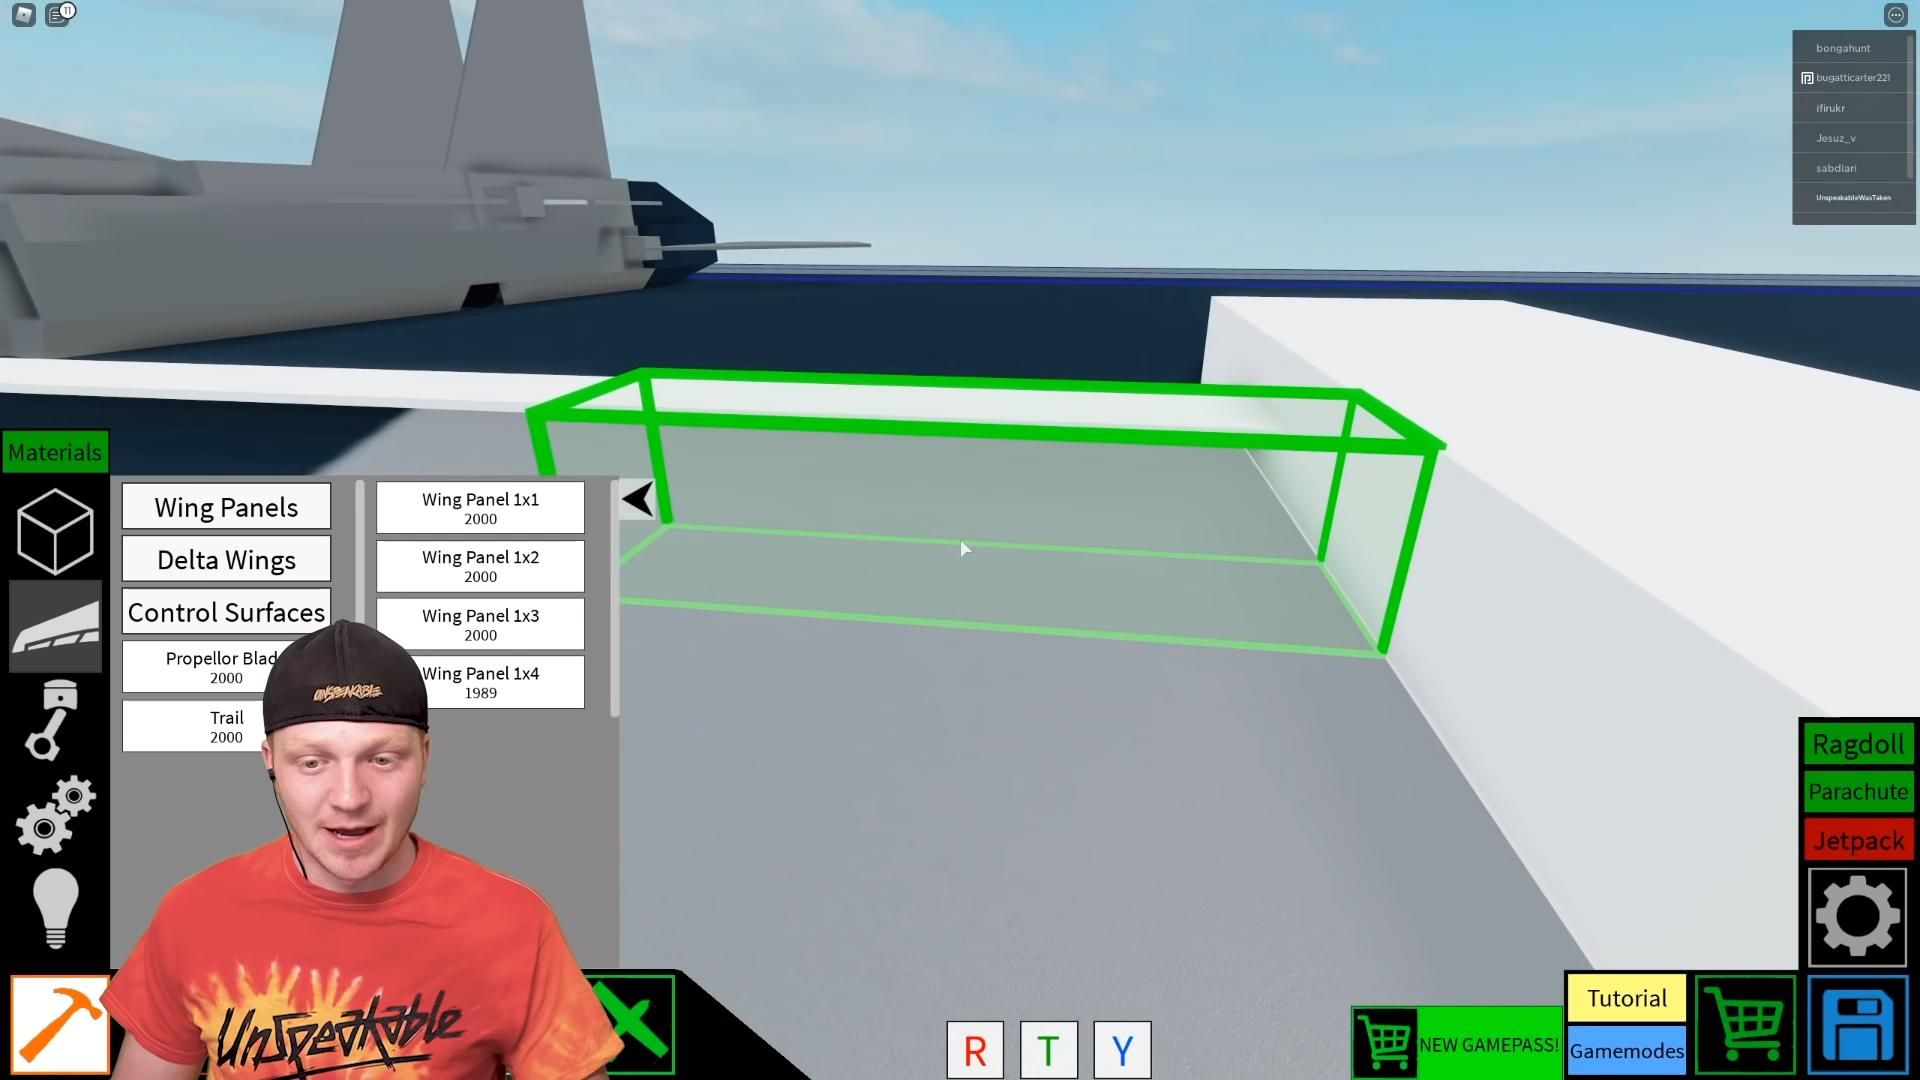 11
bongahunt
bugatticarter221
ifirukr
Jesuz_v
sabdiari
UnspeakableWasTaken
Materials
Wing Panels
Delta Wings
Control Surfaces
Propellor Blad
2000
Trail
2000
Wing Panel 1x1
2000
Wing Panel 1x2
2000
Wing Panel 1x3
2000
Wing Panel 1x4
1989
UNSPEAKABLE
UnSpeakable
Ragdoll
Parachute
Jetpack
R
T
Y
NEW GAMEPASS!
Tutorial
Gamemodes